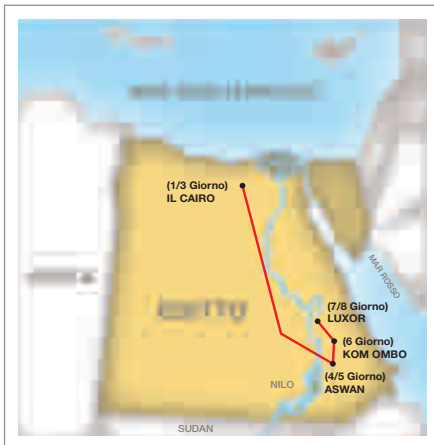 (1/3 Giorno)
IL CAIRO
MAR ROSSO
(7/8 Giorno)
LUXOR
(6 Giorno)
KOM OMBO
(4/5 Giorno)
ASWAN
NILO
SUDAN